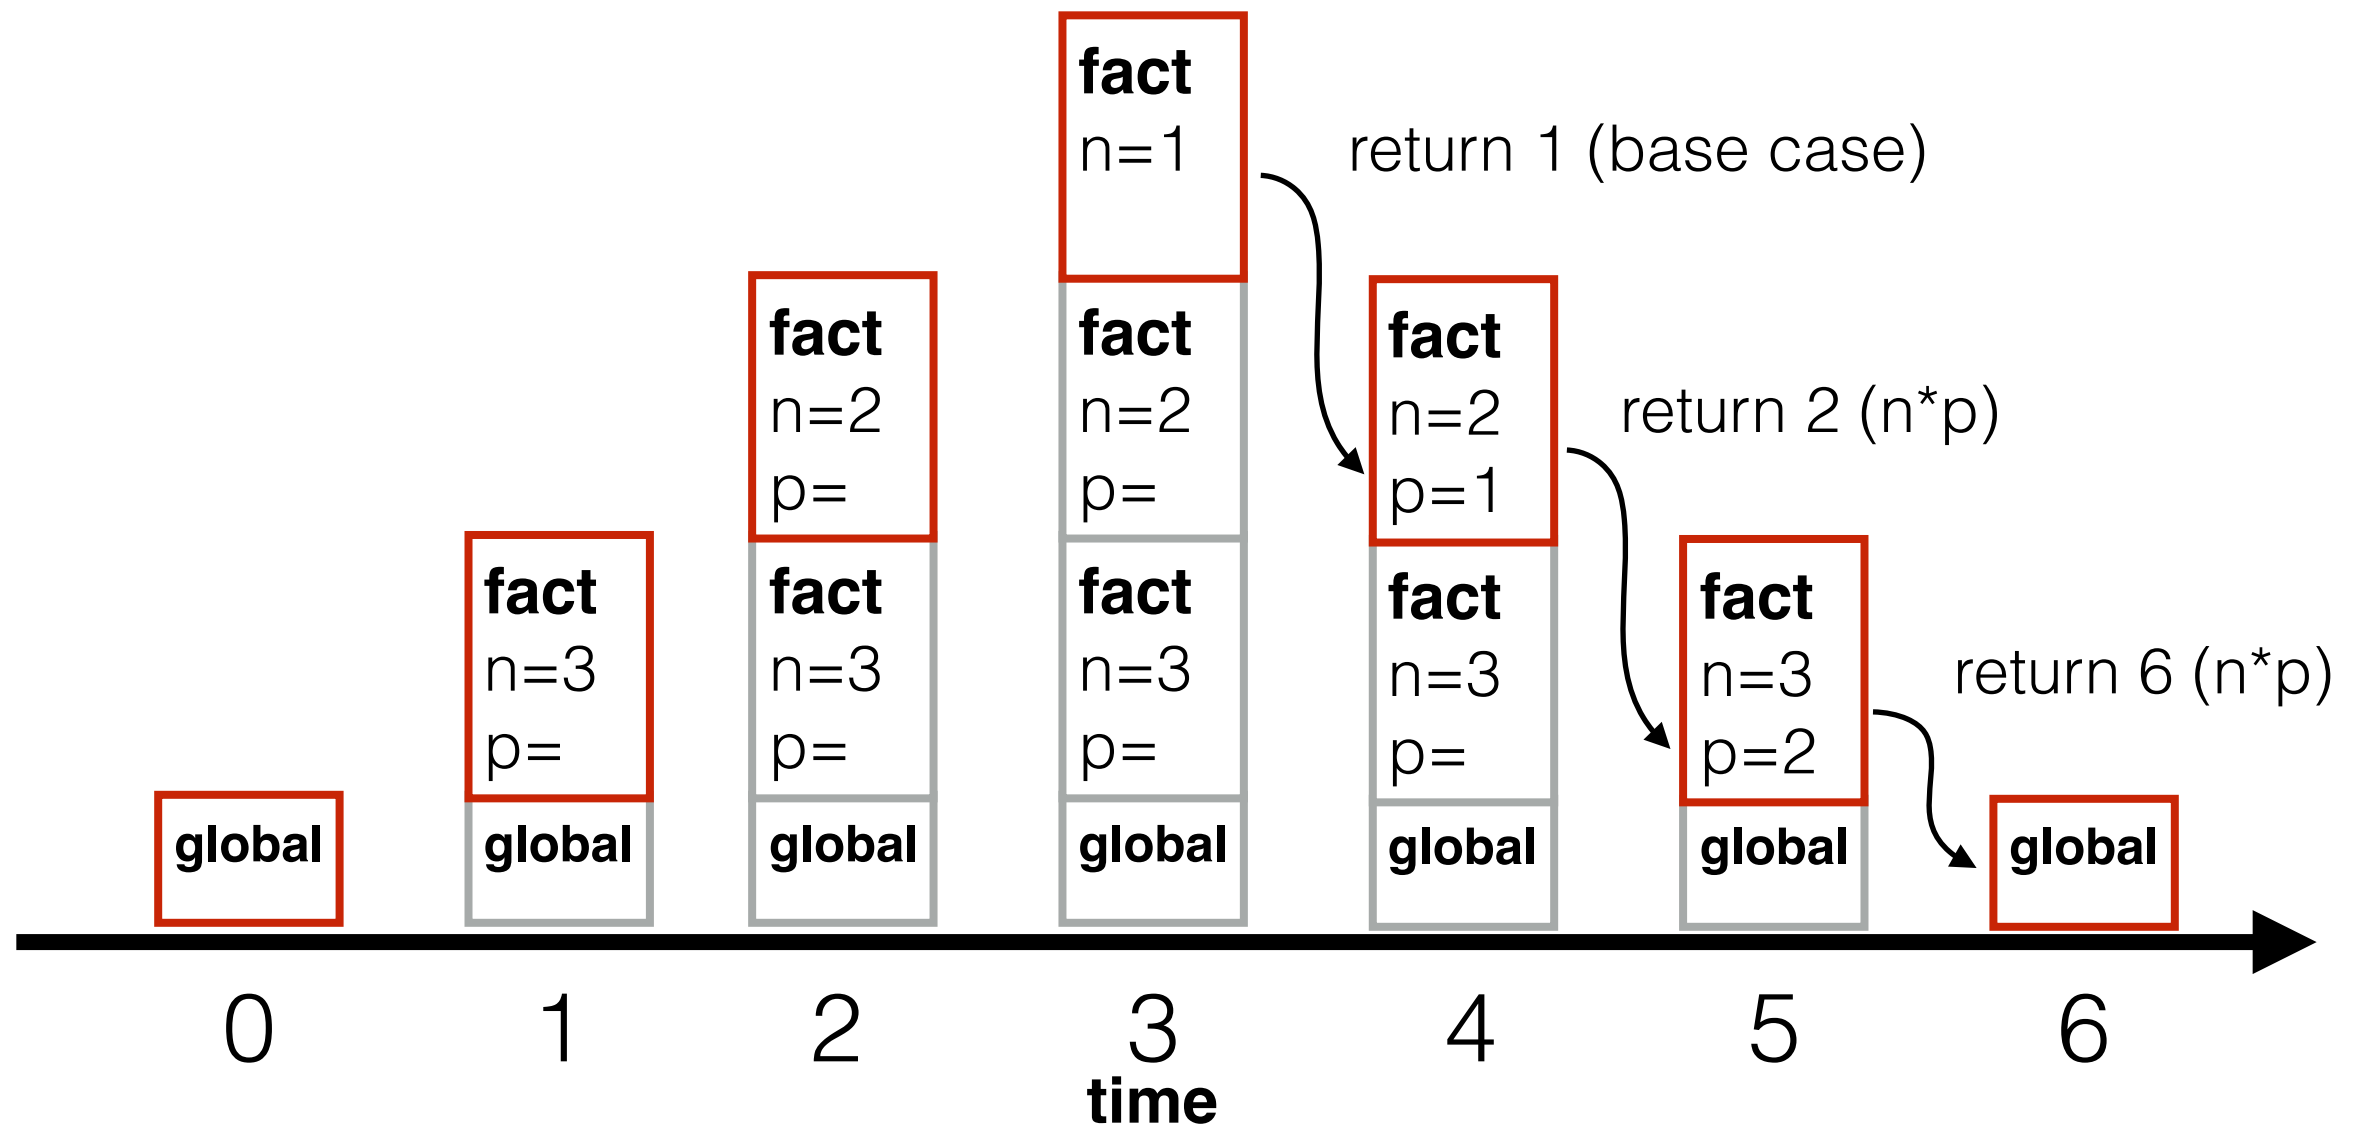 fact
n=1
return 1 (base case)
fact
n=2
p=
fact
n=2
p=
fact
n=2
p=1
return 2 (n*p)
fact
n=3
p=
fact
n=3
p=
fact
n=3
p=
fact
n=3
p=
fact
n=3
p=2
return 6 (n*p)
global
global
global
global
global
global
global
0
1
2
3
4
5
6
time